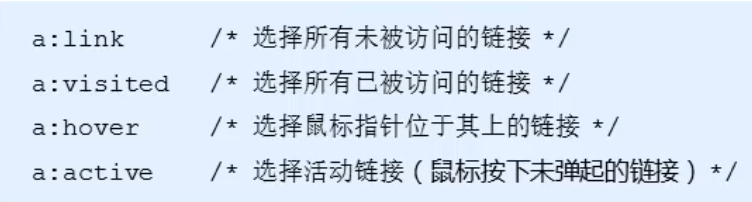 a:link /* 选择所有未被访问的链接 */
a:visited /* 选择所有已被访问的链接 */
a:hover /* 选择鼠标指针位于其上的链接 */
a:active /* 选择活动链接（鼠标按下未弹起的链接）*/